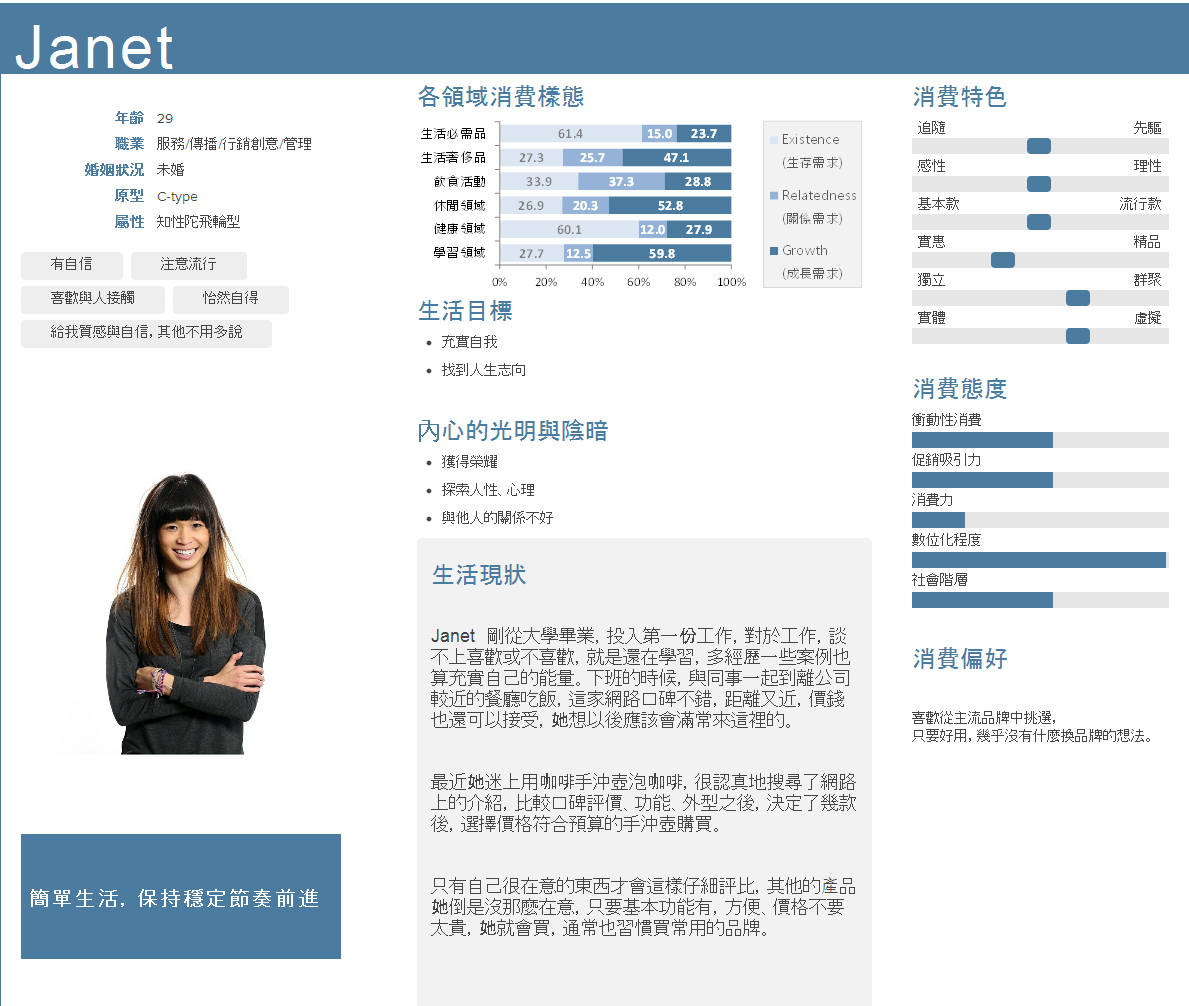 Janet
年齡 29
職業 服務/傳播/行銷創意/管理
婚姻狀況 未婚
原型 C-type
屬性 知性陀飛輪型
有自信 注意流行
喜歡與人接觸 怡然自得
給我質感與自信, 其他不用多說
簡單生活, 保持穩定節奏前進
各領域消費樣態
生活必需品 61.4 15.0 23.7
生活奢侈品 27.3 25.7 47.1
飲食活動 33.9 37.3 28.8
休閒領域 26.9 20.3 52.8
健康領域 60.1 12.0 27.9
學習領域 27.7 12.5 59.8
0% 20% 40% 60% 80% 100%
Existence
(生存需求)
Relatedness
(關係需求)
Growth
(成長需求)
生活目標
• 充實自我
• 找到人生志向
內心的光明與陰暗
• 獲得榮耀
• 探索人性、心理
• 與他人的關係不好
生活現狀
Janet 剛從大學畢業, 投入第一份工作, 對於工作, 談
不上喜歡或不喜歡, 就是還在學習, 多經歷一些案例也
算充實自己的能量。下班的時候, 與同事一起到離公司
較近的餐廳吃飯, 這家網路口碑不錯, 距離又近, 價錢
也還可以接受, 她想以後應該會滿常來這裡的。
最近她迷上用咖啡手沖壺泡咖啡, 很認真地搜尋了網路
上的介紹, 比較口碑評價、功能、外型之後, 決定了幾款
後, 選擇價格符合預算的手沖壺購買。
只有自己很在意的東西才會這樣仔細評比, 其他的產品
她倒是沒那麼在意, 只要基本功能有, 方便、價格不要
太貴, 她就會買, 通常也習慣買常用的品牌。
消費特色
追隨 先驅
感性 理性
基本款 流行款
實惠 精品
獨立 群聚
實體 虛擬
消費態度
衝動性消費
促銷吸引力
消費力
數位化程度
社會階層
消費偏好
喜歡從主流品牌中挑選,
只要好用, 幾乎沒有什麼換品牌的想法。